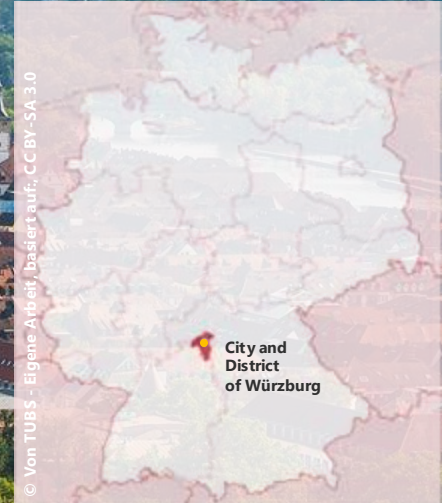 © Von TUBS - Eigene Arbeit, basiert auf:, CC BY-SA 3.0
City and
District
of Würzburg